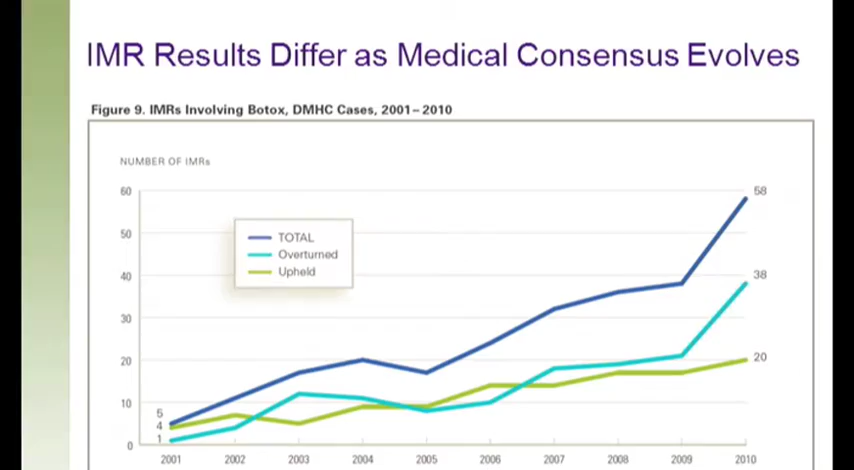 IMR Results Differ as Medical Consensus Evolves
Figure 9. IMRs Involving Botox, DMHC Cases, 2001–2010
NUMBER OF IMRs
60
50
40
30
20
10
0
TOTAL
Overturned
Upheld
5
4
1
58
38
20
2001 2002 2003 2004 2005 2006 2007 2008 2009 2010